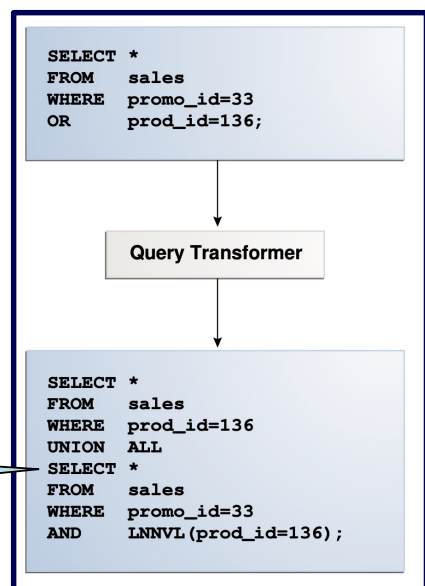 SELECT *
FROM sales
WHERE promo_id=33
OR prod_id=136;
Query Transformer
SELECT *
FROM sales
WHERE prod_id=136
UNION ALL
SELECT *
FROM sales
WHERE promo_id=33
AND LNNVL(prod_id=136);